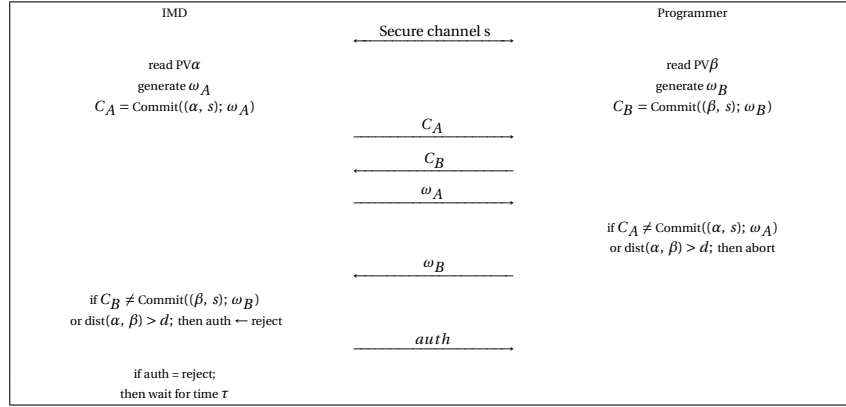 IMD Programmer
Secure channel s
read PVα read PVβ
generate ω_A generate ω_B
C_A = Commit((α, s); ω_A) C_B = Commit((β, s); ω_B)
C_A
C_B
ω_A
if C_A ≠ Commit((α, s); ω_A)
or dist(α, β) > d; then abort
ω_B
if C_B ≠ Commit((β, s); ω_B)
or dist(α, β) > d; then auth ← reject
auth
if auth = reject;
then wait for time τ